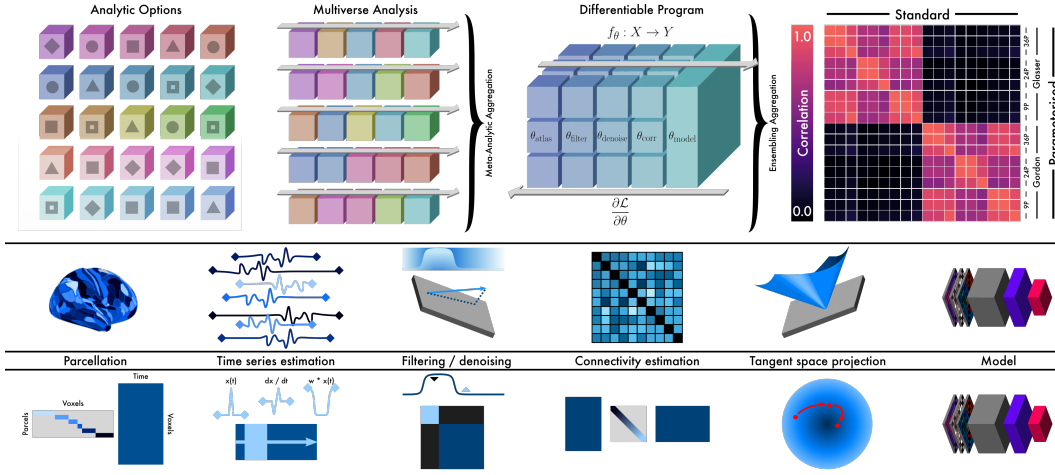 Analytic Options
Multiverse Analysis
Meta-Analytic Aggregation
Differentiable Program
f_θ : X → Y
θ_atlas
θ_filter
θ_denoise
θ_corr
θ_model
∂L
∂θ
Ensembling Aggregation
Standard
1.0
Correlation
0.0
36P
24P
9P
Glasser
36P
24P
9P
Gordon
Parameterised
Parcellation
Time series estimation
Filtering / denoising
Connectivity estimation
Tangent space projection
Model
Time
Voxels
Voxels
Parcels
x(t)
dx / dt
w * x(t)